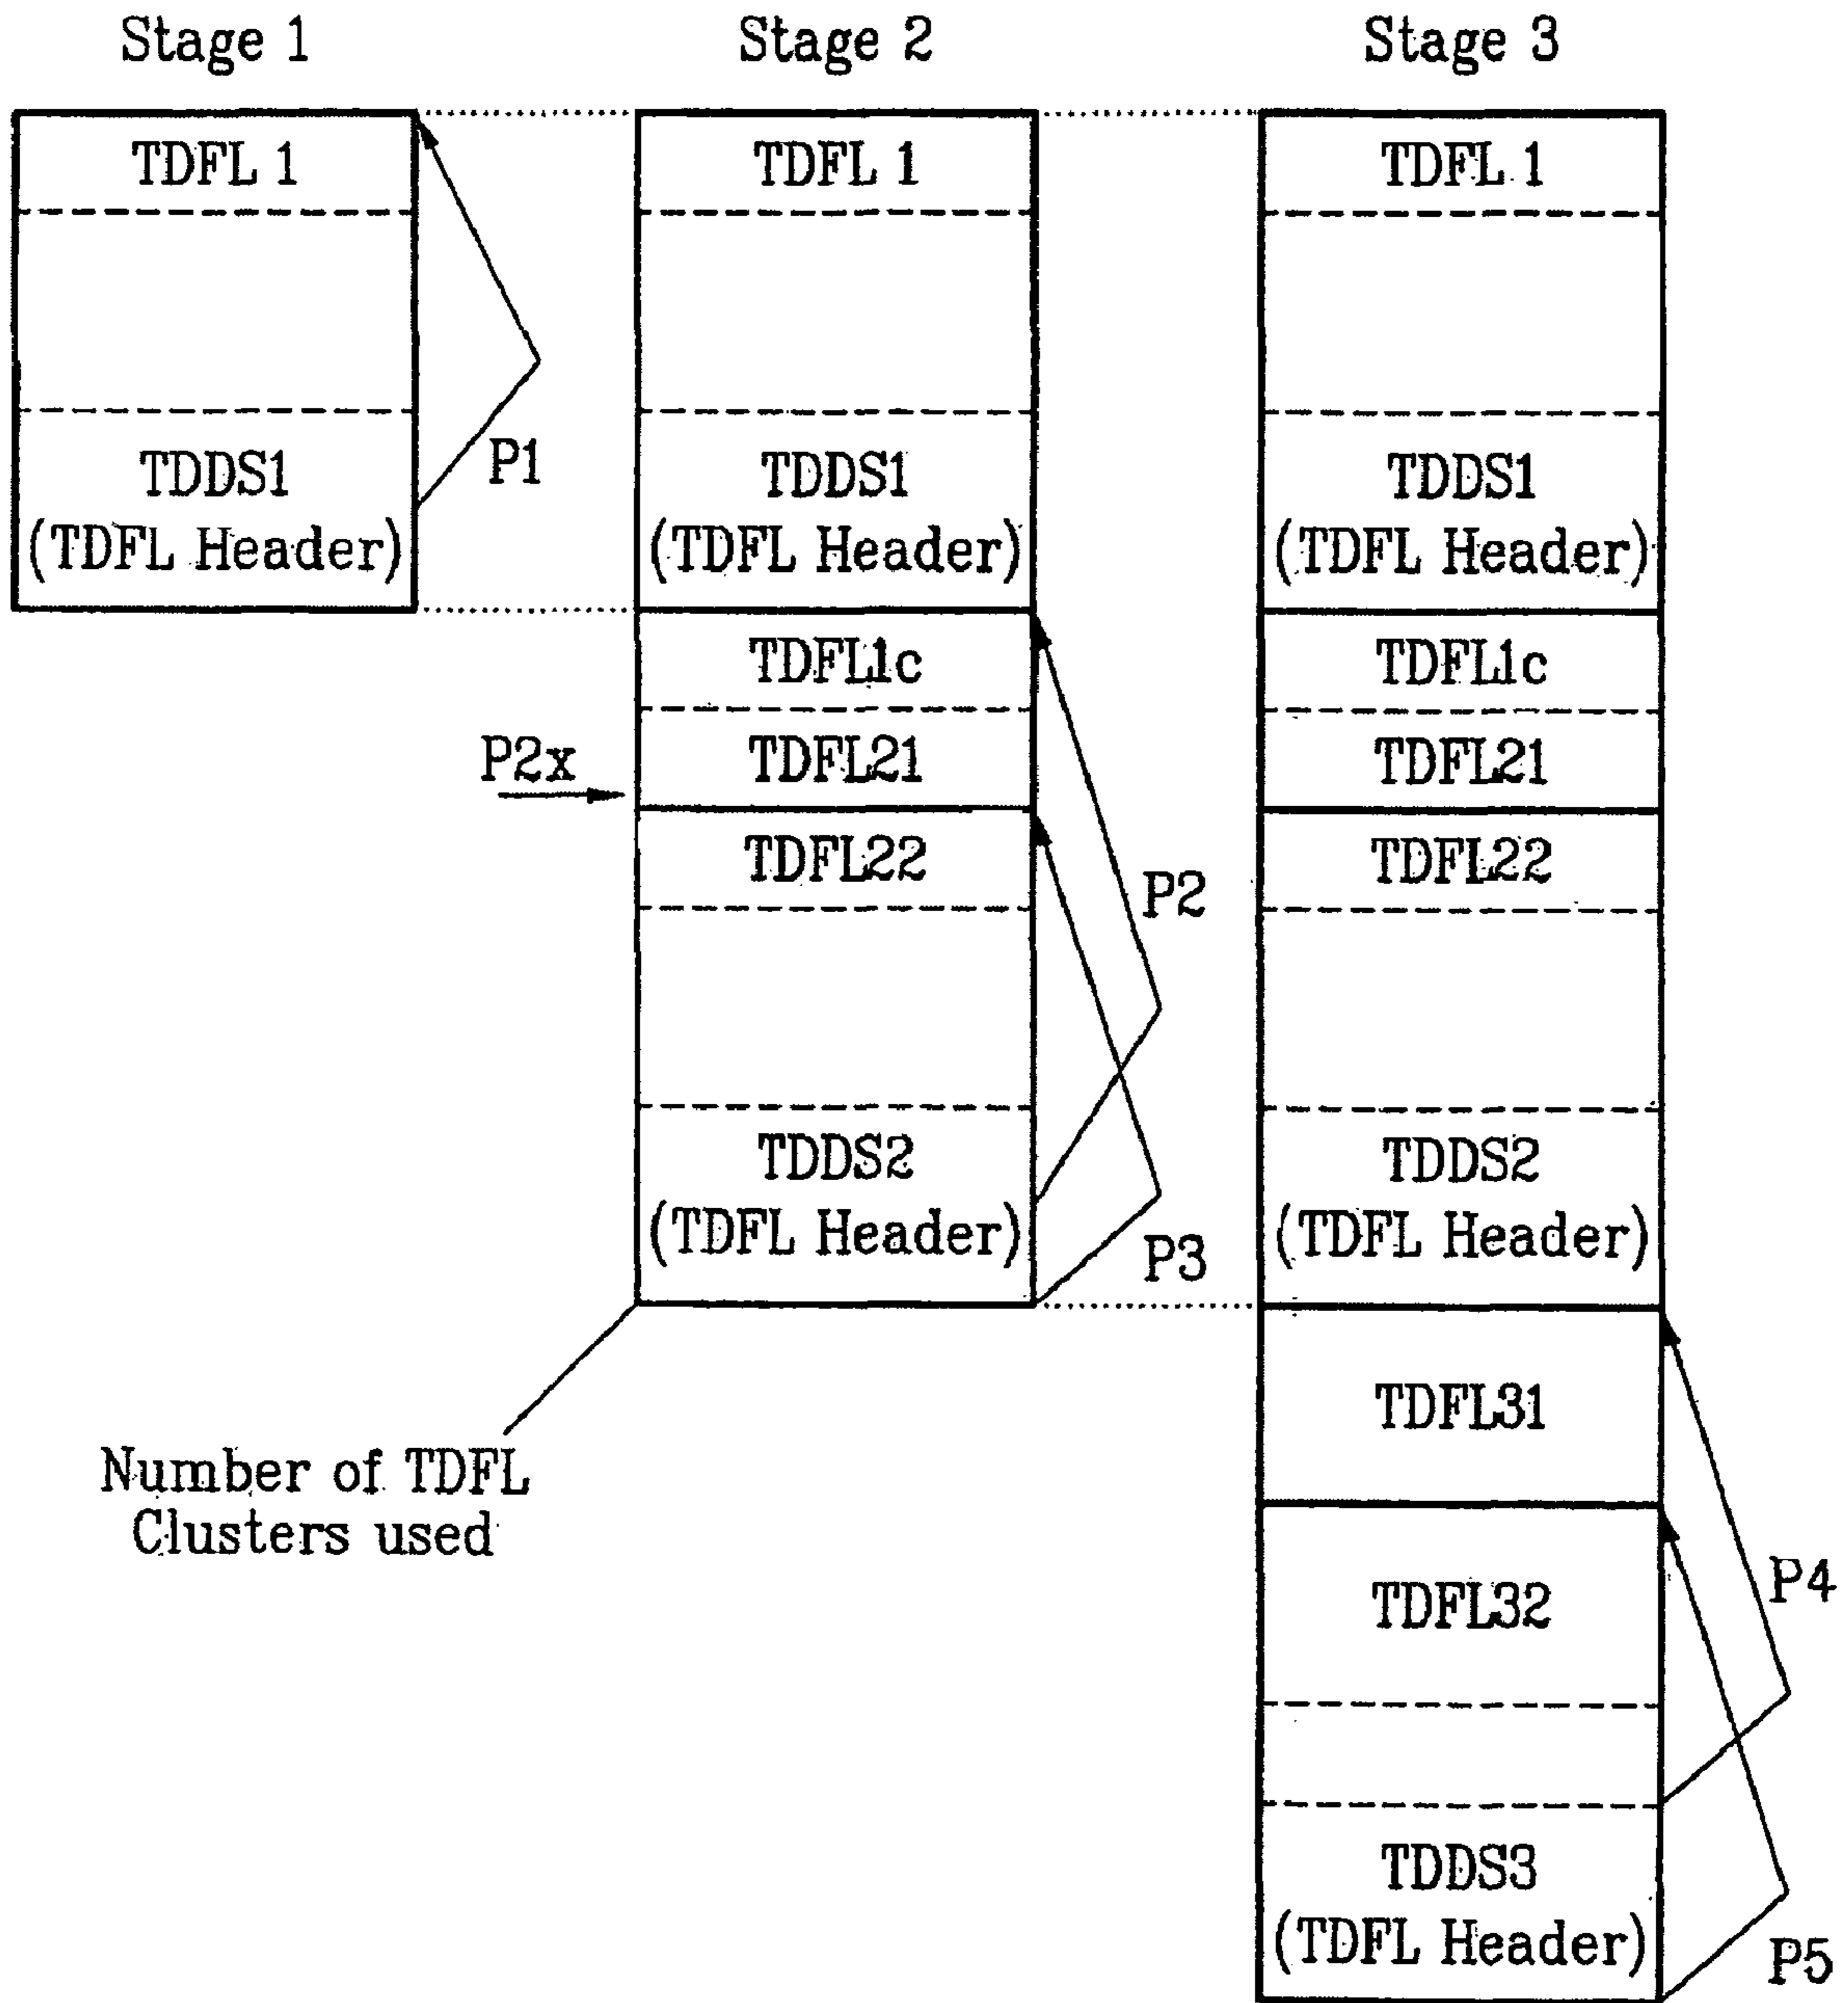 Stage 1
TDFL 1
TDDS1
(TDFL Header)
P1
Stage 2
TDFL 1
TDDS1
(TDFL Header)
TDFL1c
P2x
TDFL21
TDFL22
P2
TDDS2
(TDFL Header)
P3
Number of TDFL
Clusters used
Stage 3
TDFL 1
TDDS1
(TDFL Header)
TDFL1c
TDFL21
TDFL22
TDDS2
(TDFL Header)
TDFL31
TDFL32
P4
TDDS3
(TDFL Header)
P5